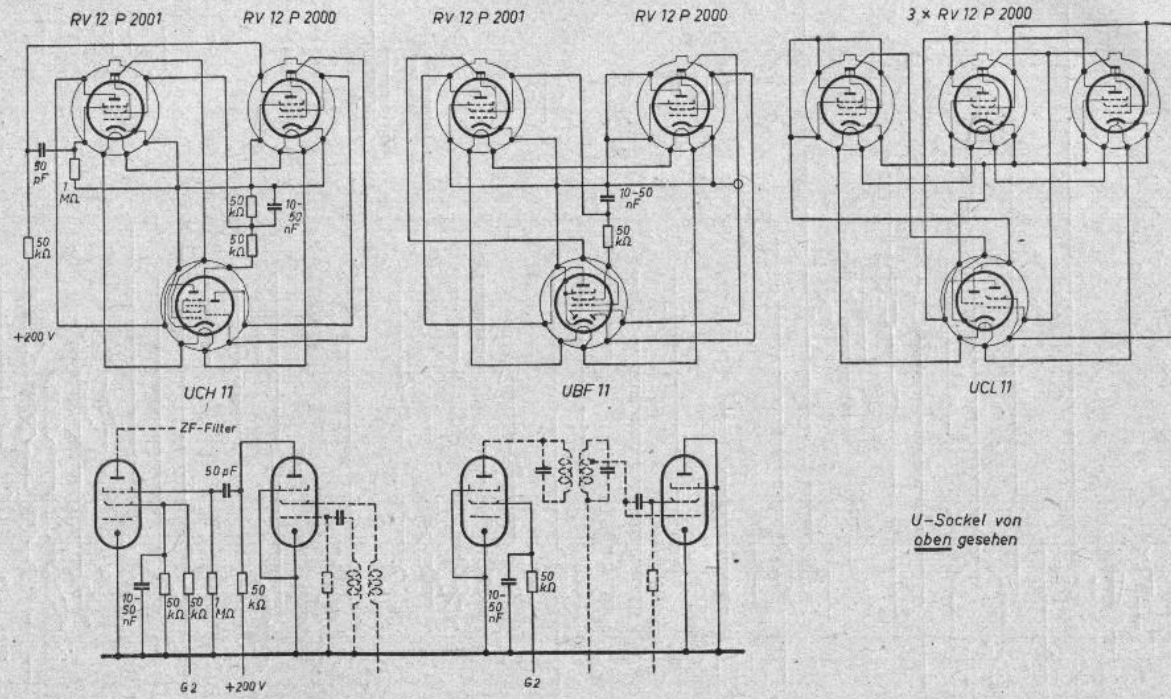 RV 12 P 2001
RV 12 P 2000
RV 12 P 2001
RV 12 P 2000
3 × RV 12 P 2000
50
pF
1
MΩ
50
kΩ
50
kΩ
10-
50
nF
50
kΩ
+200 V
10-50
nF
50
kΩ
UCH 11
UBF 11
UCL 11
ZF-Filter
50 pF
10-
50
nF
50
kΩ
50
kΩ
1
MΩ
50
kΩ
G2
+200 V
10-
50
nF
50
kΩ
G2
U-Sockel von
oben gesehen